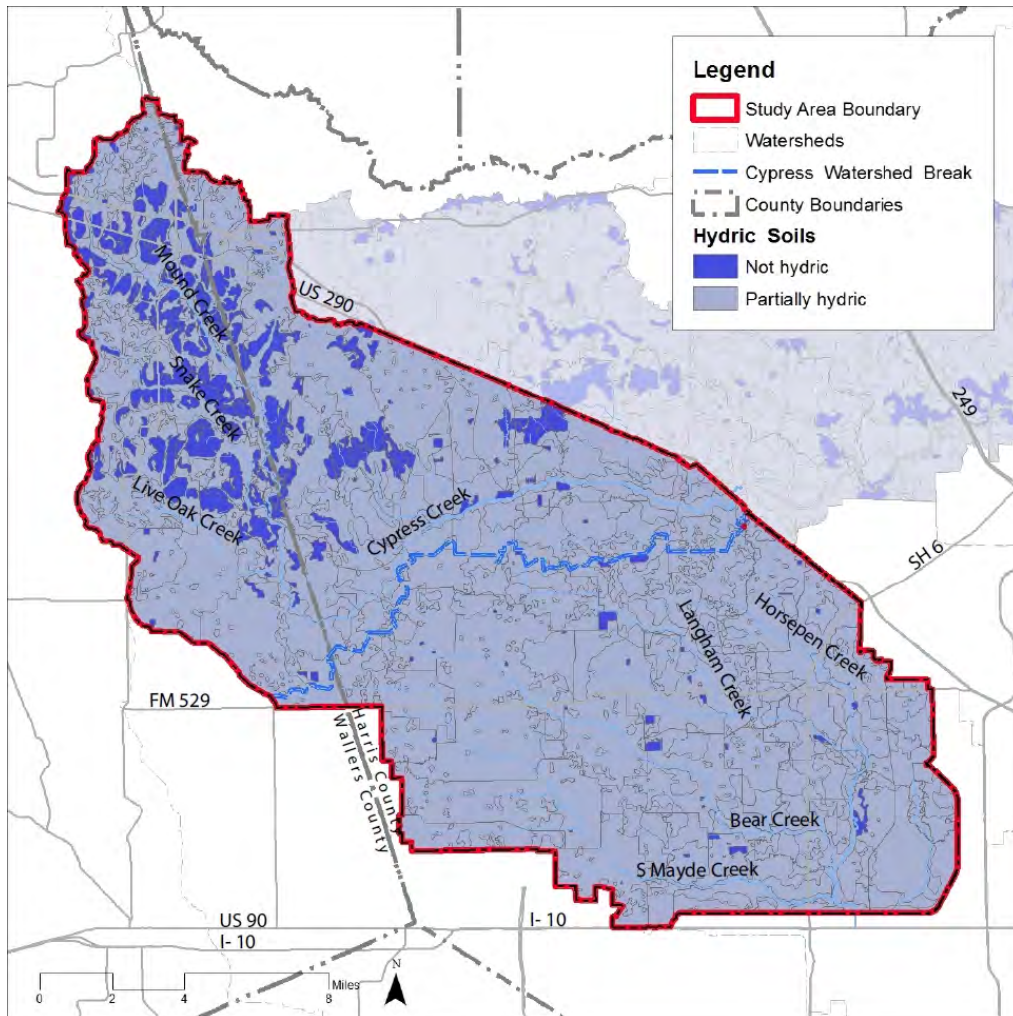 Legend
Study Area Boundary
Watersheds
Cypress Watershed Break
County Boundaries
Hydric Soils
Not hydric
Partially hydric
US 290
249
SH 6
Mound Creek
Snake Creek
Live Oak Creek
Cypress Creek
Langham Creek
Horsepen Creek
FM 529
Harris County
Wallers County
Bear Creek
S Mayde Creek
US 90
I- 10
I- 10
N
0 2 4 8 Miles